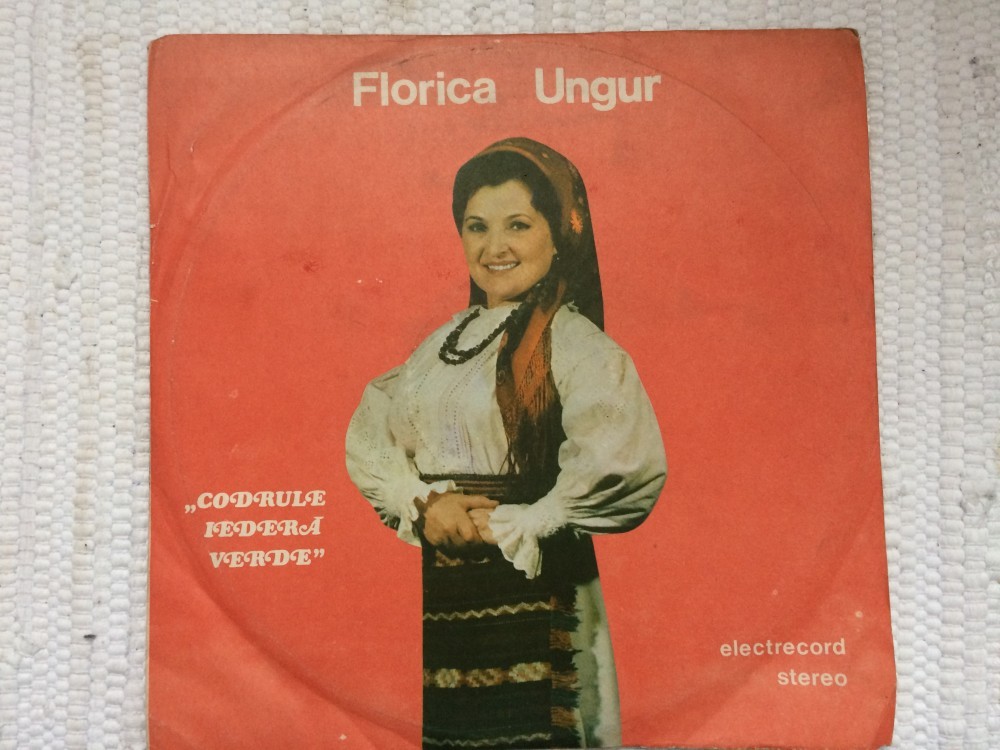 Florica Ungur
„CODRULE
IEDERĂ
VERDE”
electrecord
stereo